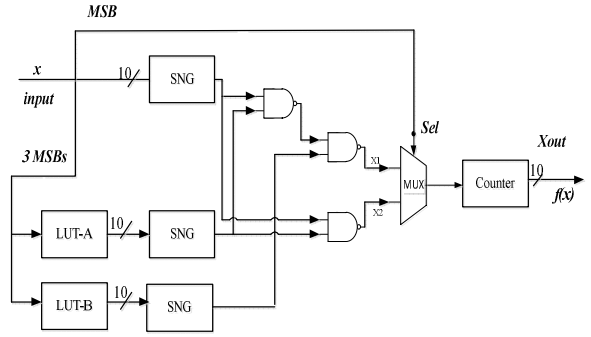 MSB
x
10
SNG
input
Sel
Xout
3 MSBs
X1
MUX
Counter
10
f(x)
LUT-A
10
SNG
X2
LUT-B
10
SNG